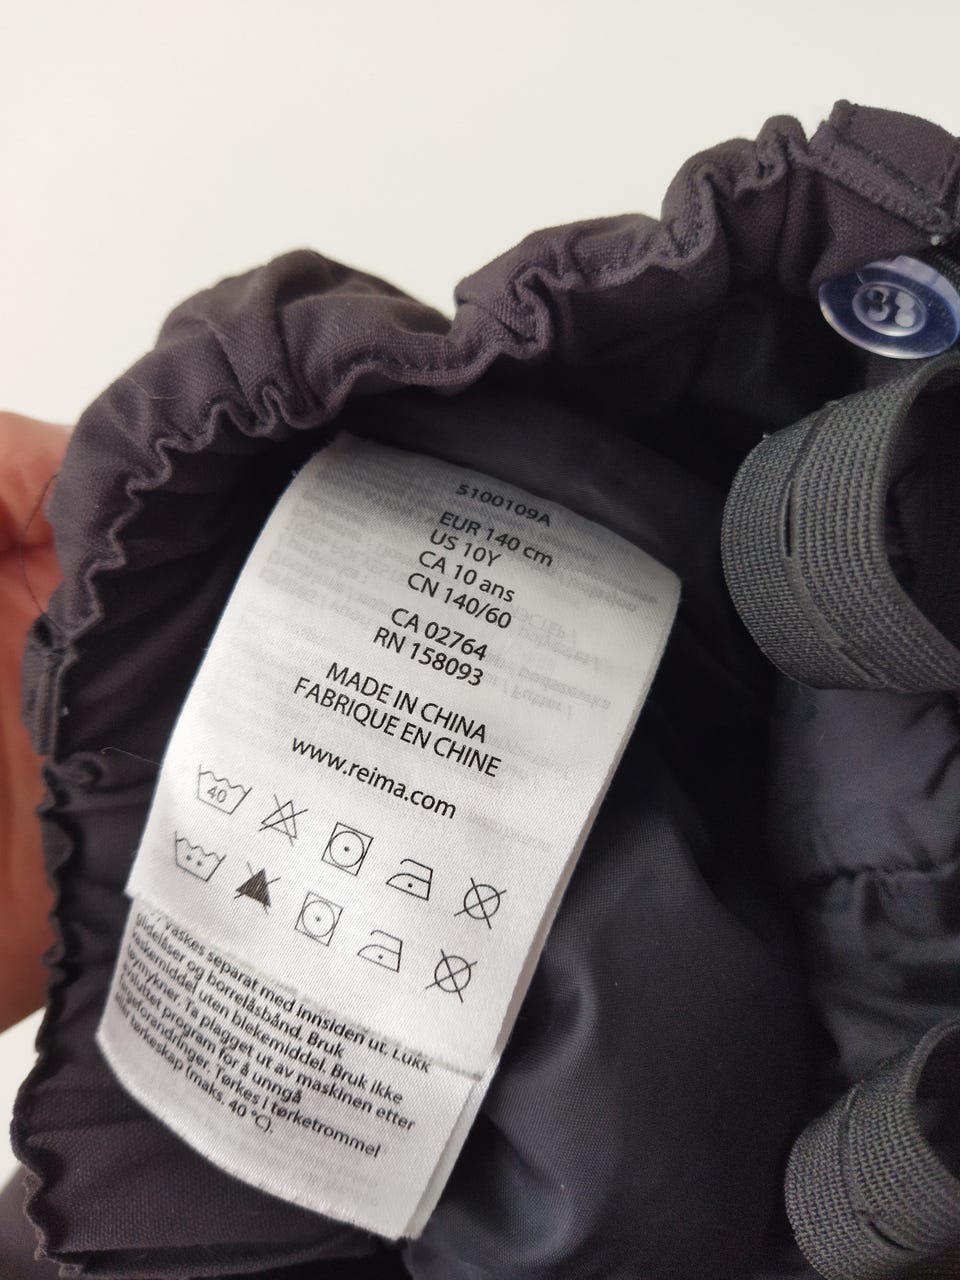 5100109A
EUR 140 cm
US 10Y
CA 10 ans
CN 140/60
CA 02764
RN 158093
MADE IN CHINA
FABRIQUE EN CHINE
www.reima.com
40
Vaskes separat med innsiden ut. Lukk
glidelåser og borrelåsbånd. Bruk
vaskemiddel uten blekemiddel. Bruk ikke
tøymykner. Ta plagget ut av maskinen etter
avsluttet program for å unngå
fargeforandringer. Tørkes i tørketrommel
eller tørkeskap (maks. 40 °C).